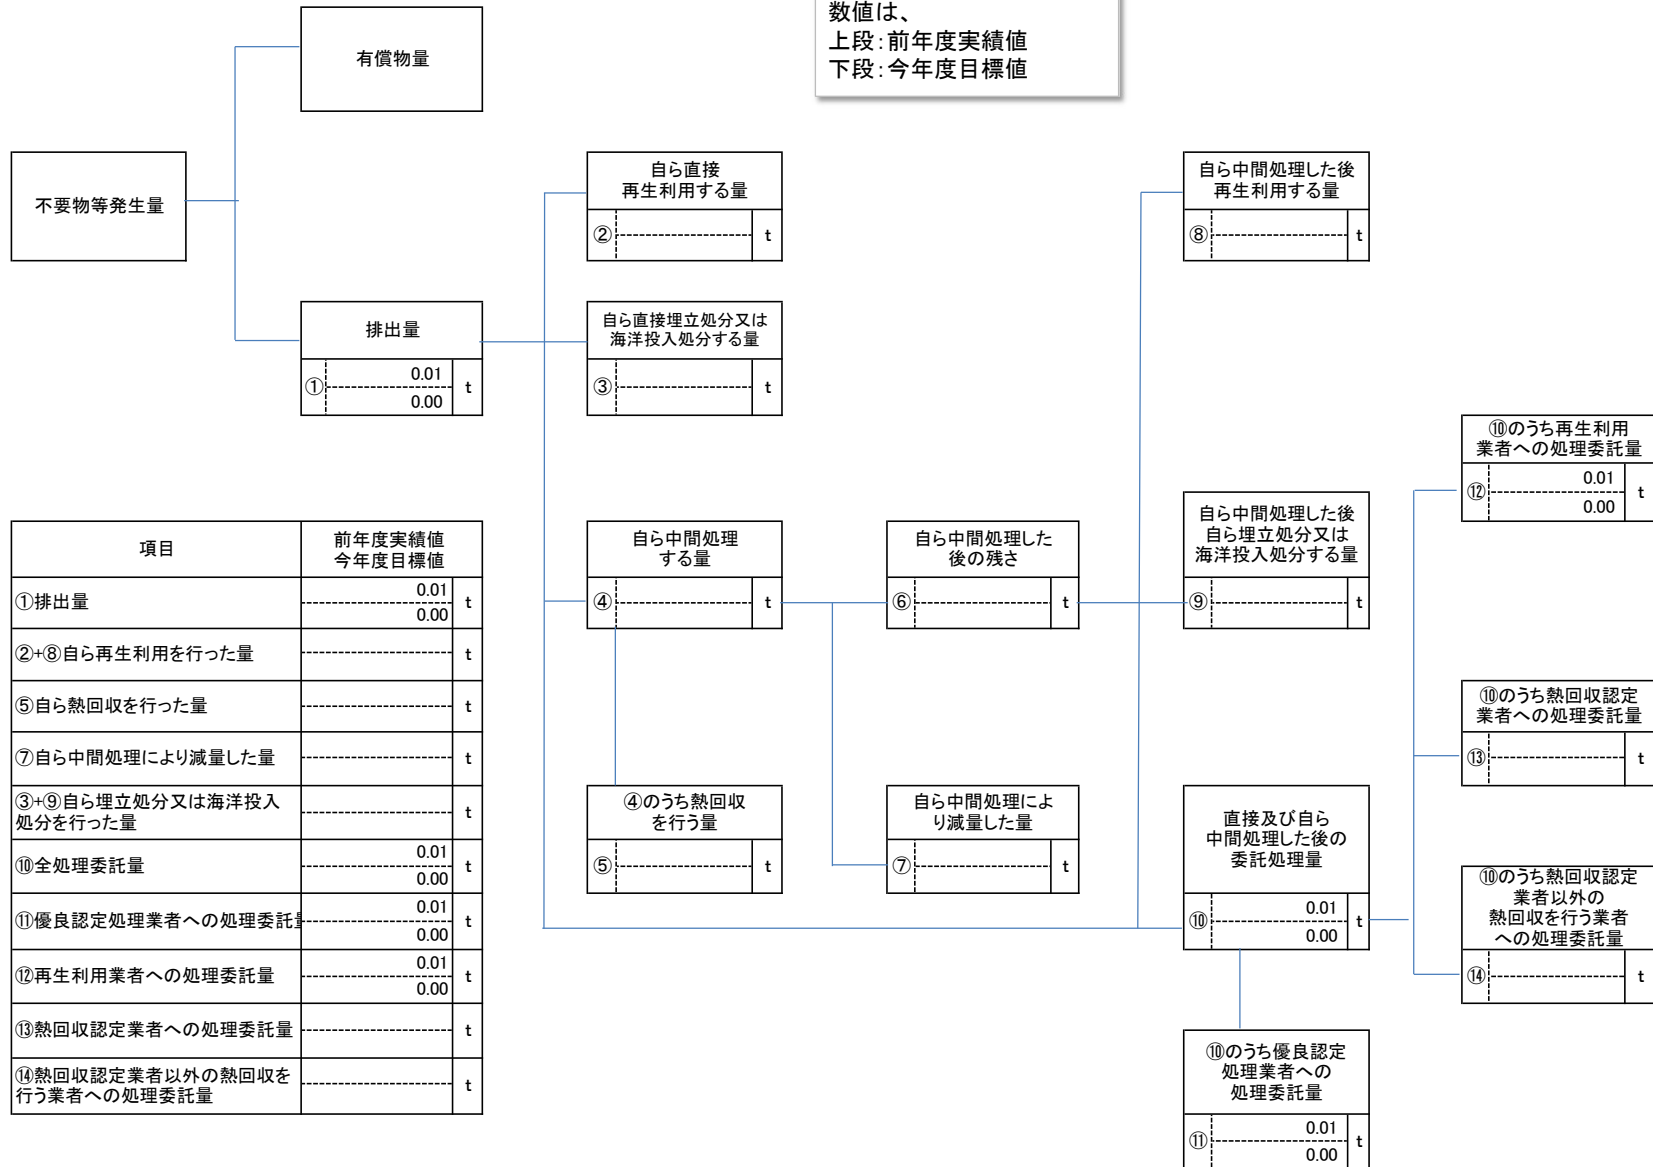 数値は、
上段：前年度実績値
下段：今年度目標値
有償物量
不要物等発生量
排出量
①
0.01
0.00
t
自ら直接
再生利用する量
②
t
自ら直接埋立処分又は
海洋投入処分する量
③
t
自ら中間処理した後
再生利用する量
⑧
t
自ら中間処理
する量
④
t
自ら中間処理した
後の残さ
⑥
t
自ら中間処理した後
自ら埋立処分又は
海洋投入処分する量
⑨
t
④のうち熱回収
を行う量
⑤
t
自ら中間処理によ
り減量した量
⑦
t
直接及び自ら
中間処理した後の
委託処理量
⑩
0.01
0.00
t
⑩のうち優良認定
処理業者への
処理委託量
⑪
0.01
0.00
t
⑩のうち再生利用
業者への処理委託量
⑫
0.01
0.00
t
⑩のうち熱回収認定
業者への処理委託量
⑬
t
⑩のうち熱回収認定
業者以外の
熱回収を行う業者
への処理委託量
⑭
t
項目
前年度実績値
今年度目標値
①排出量
0.01
0.00
t
②+⑧自ら再生利用を行った量
t
⑤自ら熱回収を行った量
t
⑦自ら中間処理により減量した量
t
③+⑨自ら埋立処分又は海洋投入
処分を行った量
t
⑩全処理委託量
0.01
0.00
t
⑪優良認定処理業者への処理委託
0.01
0.00
t
⑫再生利用業者への処理委託量
0.01
0.00
t
⑬熱回収認定業者への処理委託量
t
⑭熱回収認定業者以外の熱回収を
行う業者への処理委託量
t